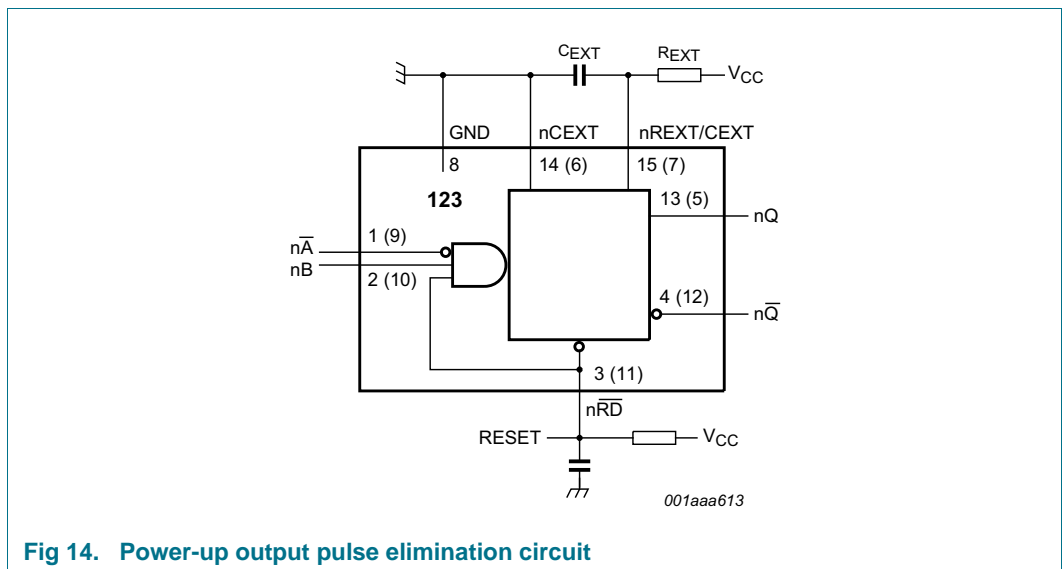 CEXT REXT
VCC
GND nCEXT nREXT/CEXT
8 14 (6) 15 (7)
123 13 (5)
nQ
1 (9)
nA̅
nB
2 (10)
4 (12)
nQ̅
3 (11)
nR̅D̅
RESET VCC
001aaa613
Fig 14. Power-up output pulse elimination circuit